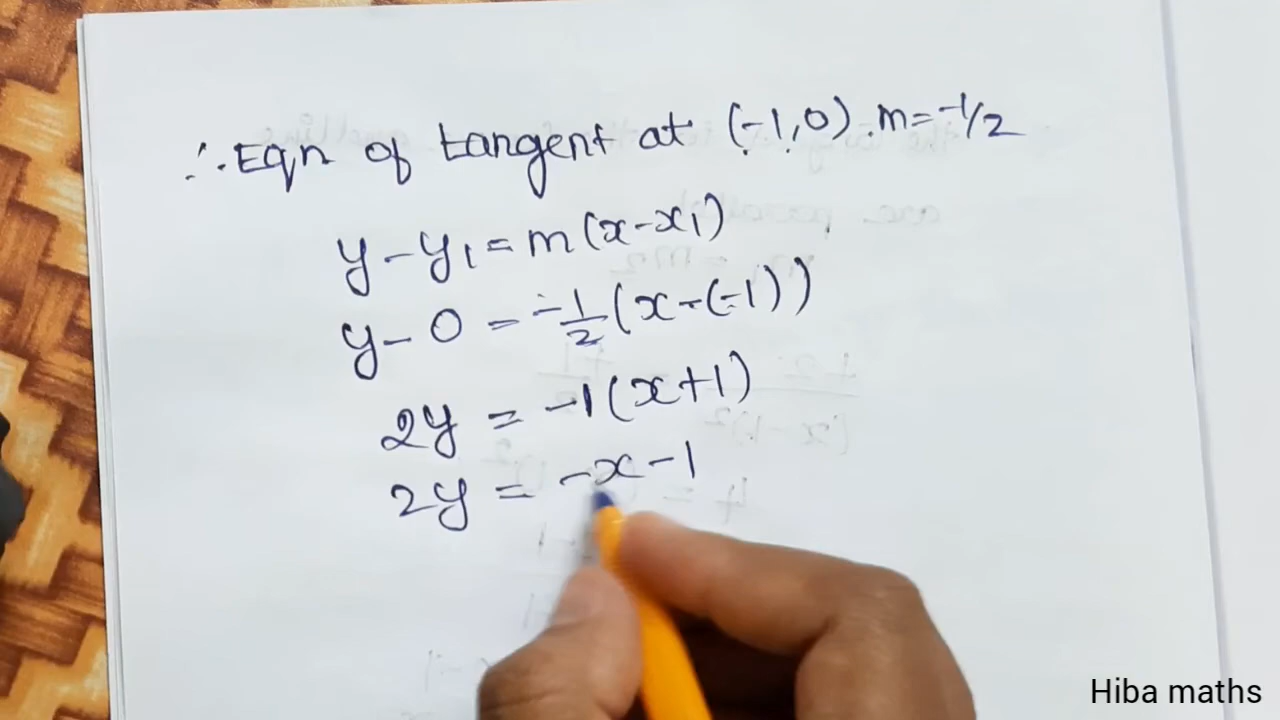 ∴ Eqn of tangent at (-1,0). m=-1/2
y-y₁=m(x-x₁)
y-0=-1/2(x-(-1))
2y=-1(x+1)
2y=-x-1
Hiba maths